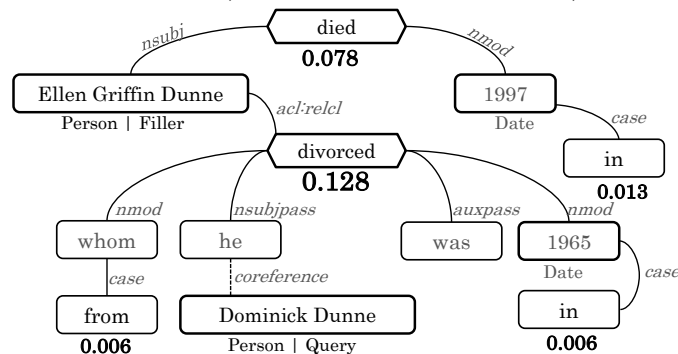 died
nsubj
nmod
0.078
Ellen Griffin Dunne
1997
Person | Filler
acl:relcl
Date
case
divorced
in
0.128
0.013
nmod
nsubjpass
auxpass
nmod
whom
he
was
1965
case
coreference
Date
case
from
Dominick Dunne
in
0.006
Person | Query
0.006